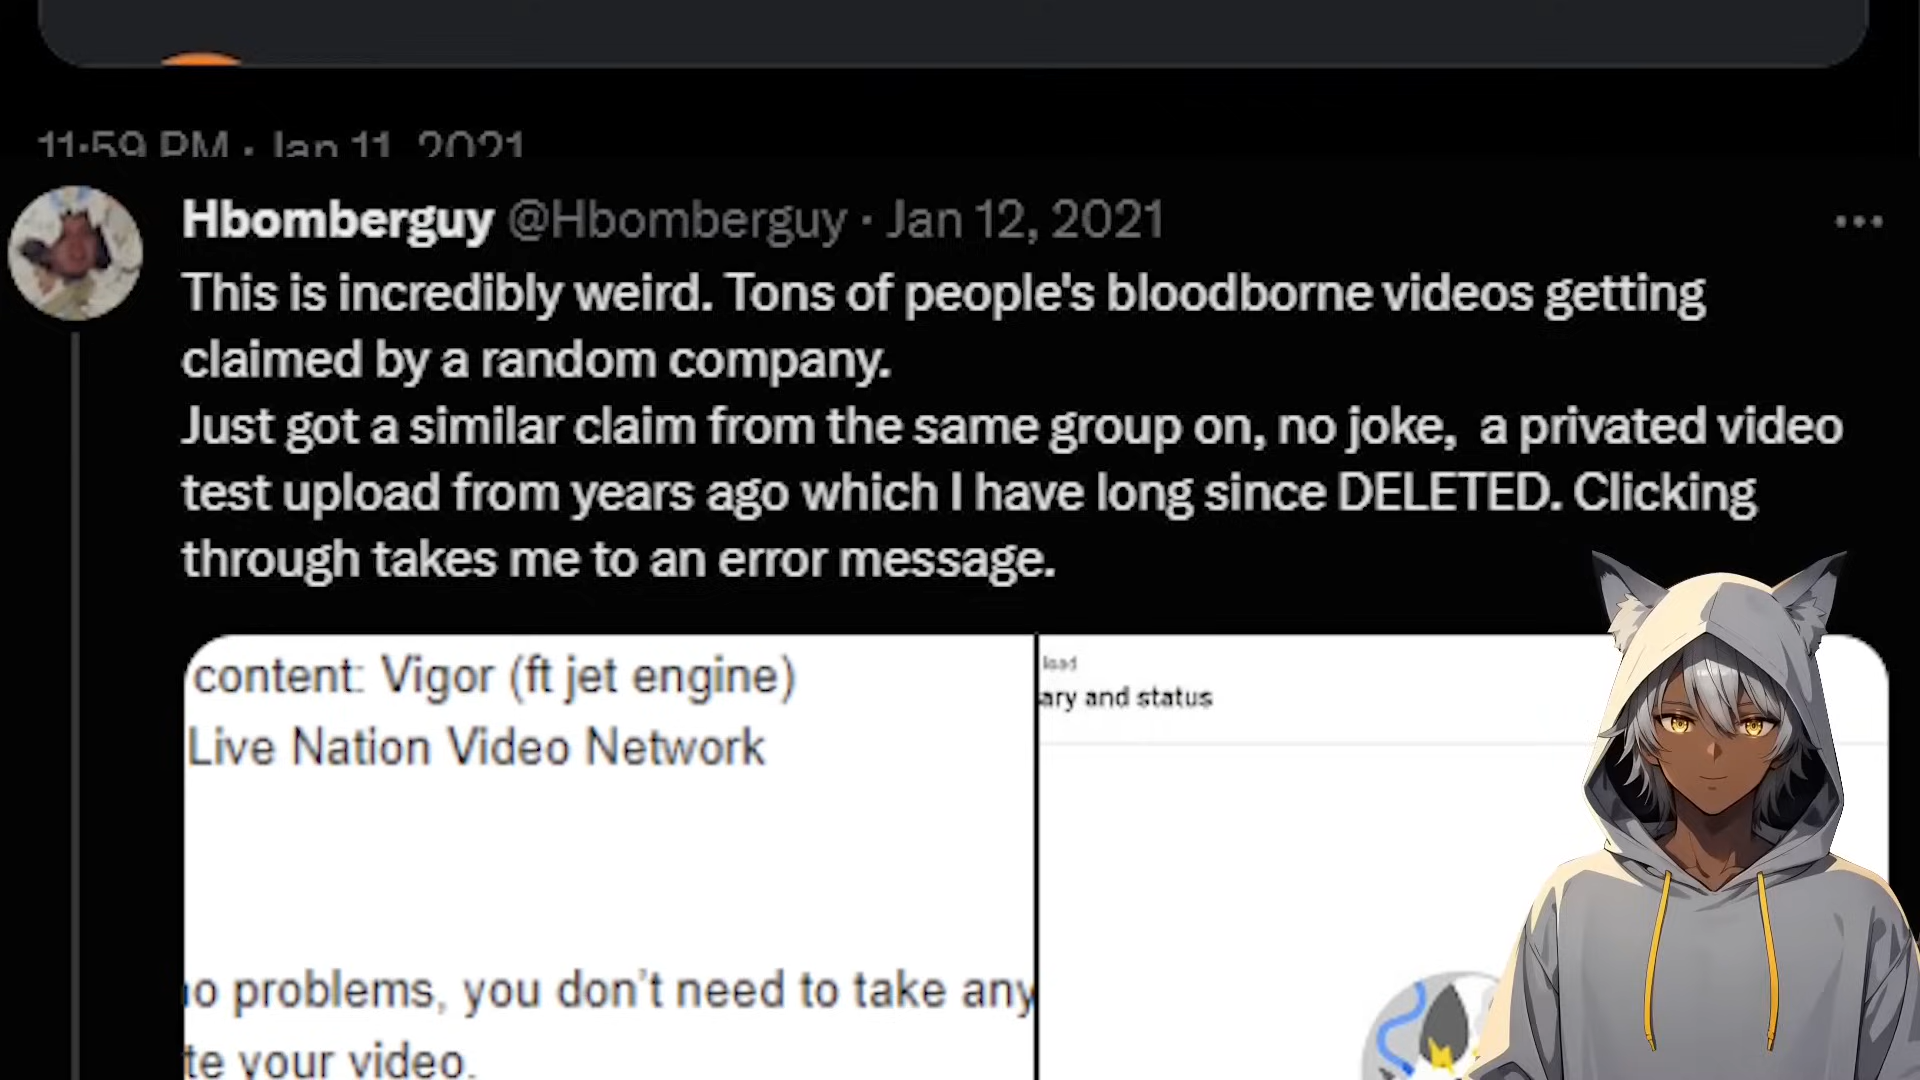 11:59 PM · Jan 11, 2021
Hbomberguy @Hbomberguy · Jan 12, 2021
This is incredibly weird. Tons of people's bloodborne videos getting
claimed by a random company.
Just got a similar claim from the same group on, no joke, a privated video
test upload from years ago which I have long since DELETED. Clicking
through takes me to an error message.
content: Vigor (ft jet engine)
Live Nation Video Network
load
ary and status
no problems, you don't need to take any
te your video.